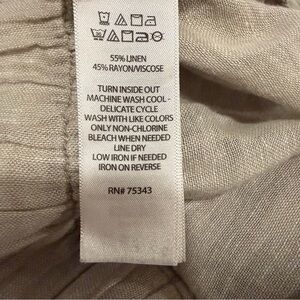 55% LINEN
45% RAYON/VISCOSE
TURN INSIDE OUT
MACHINE WASH COOL -
DELICATE CYCLE
WASH WITH LIKE COLORS
ONLY NON-CHLORINE
BLEACH WHEN NEEDED
LINE DRY
LOW IRON IF NEEDED
IRON ON REVERSE
RN# 75343